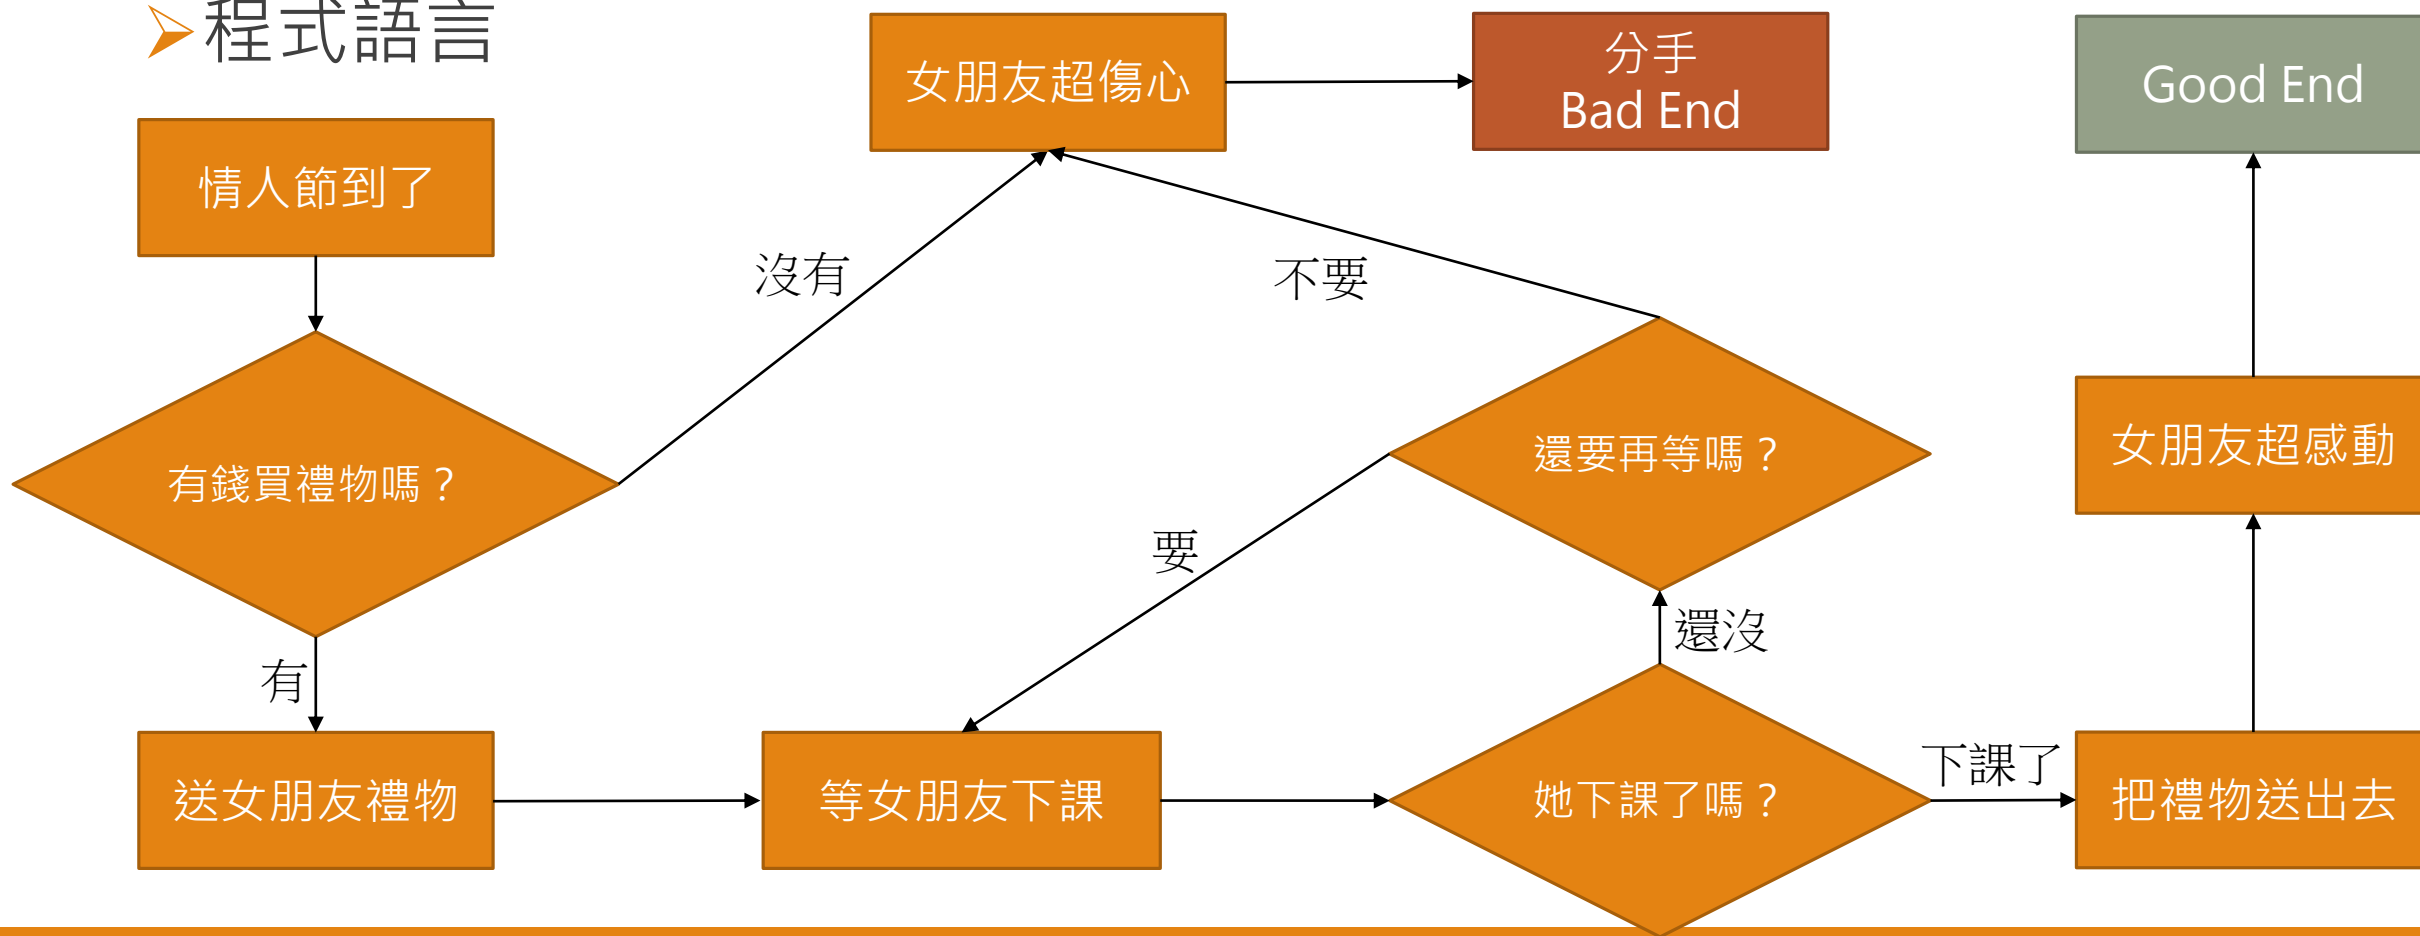 程式語言
女朋友超傷心
分手
Bad End
Good End
情人節到了
沒有
不要
有錢買禮物嗎？
還要再等嗎？
女朋友超感動
要
還沒
有
下課了
送女朋友禮物
等女朋友下課
她下課了嗎？
把禮物送出去